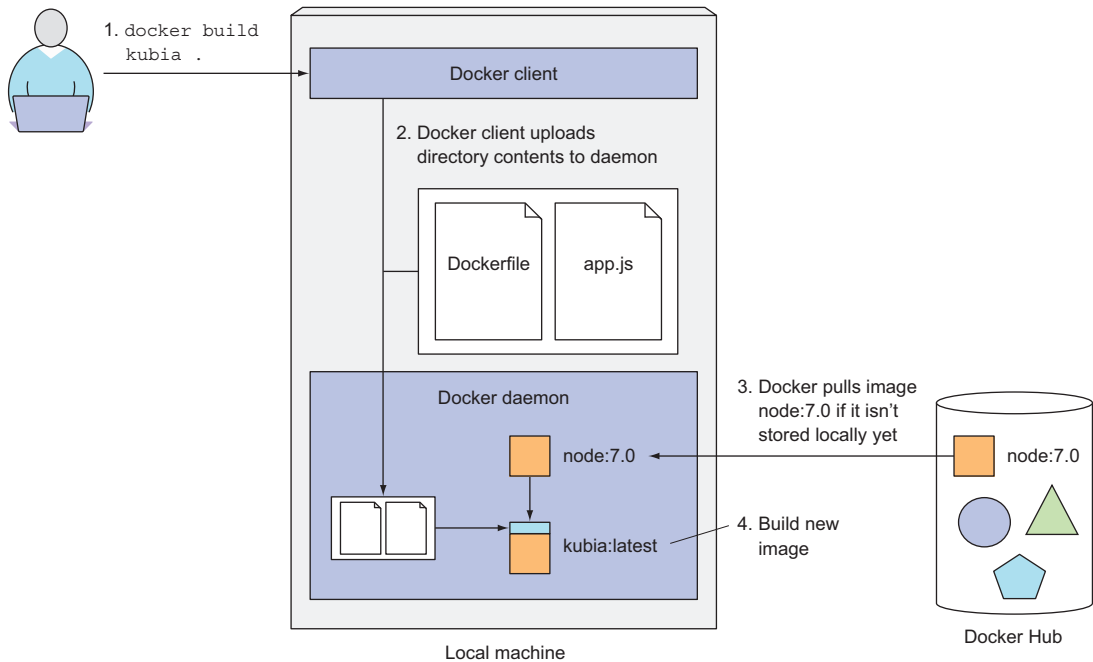 1. docker build
kubia .
Docker client
2. Docker client uploads
directory contents to daemon
Dockerfile
app.js
Docker daemon
3. Docker pulls image
node:7.0 if it isn't
stored locally yet
node:7.0
node:7.0
kubia:latest
4. Build new
image
Docker Hub
Local machine